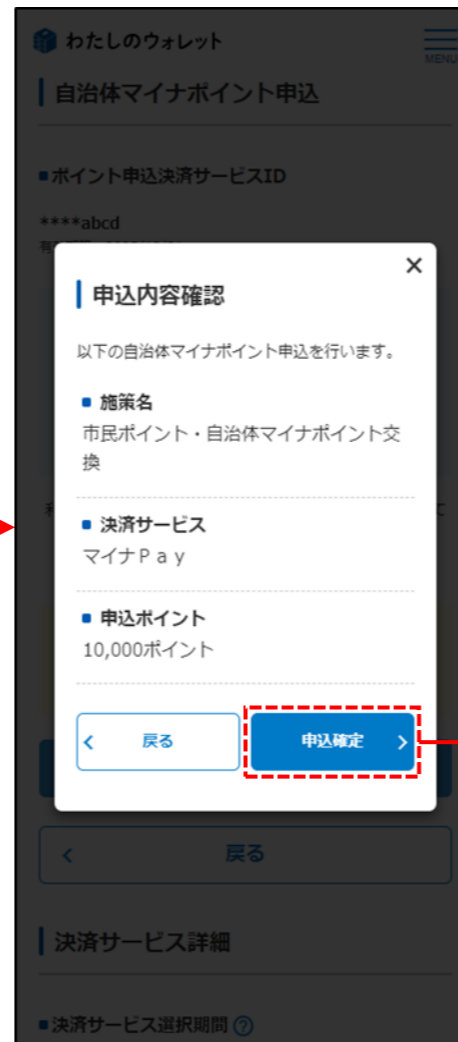 わたしのウォレット
MENU
自治体マイナポイント申込
ポイント申込決済サービスID
****abcd
申込内容確認
以下の自治体マイナポイント申込を行います。
施策名
市民ポイント・自治体マイナポイント交
換
決済サービス
マイナPay
申込ポイント
10,000ポイント
戻る
申込確定
戻る
決済サービス詳細
決済サービス選択期間